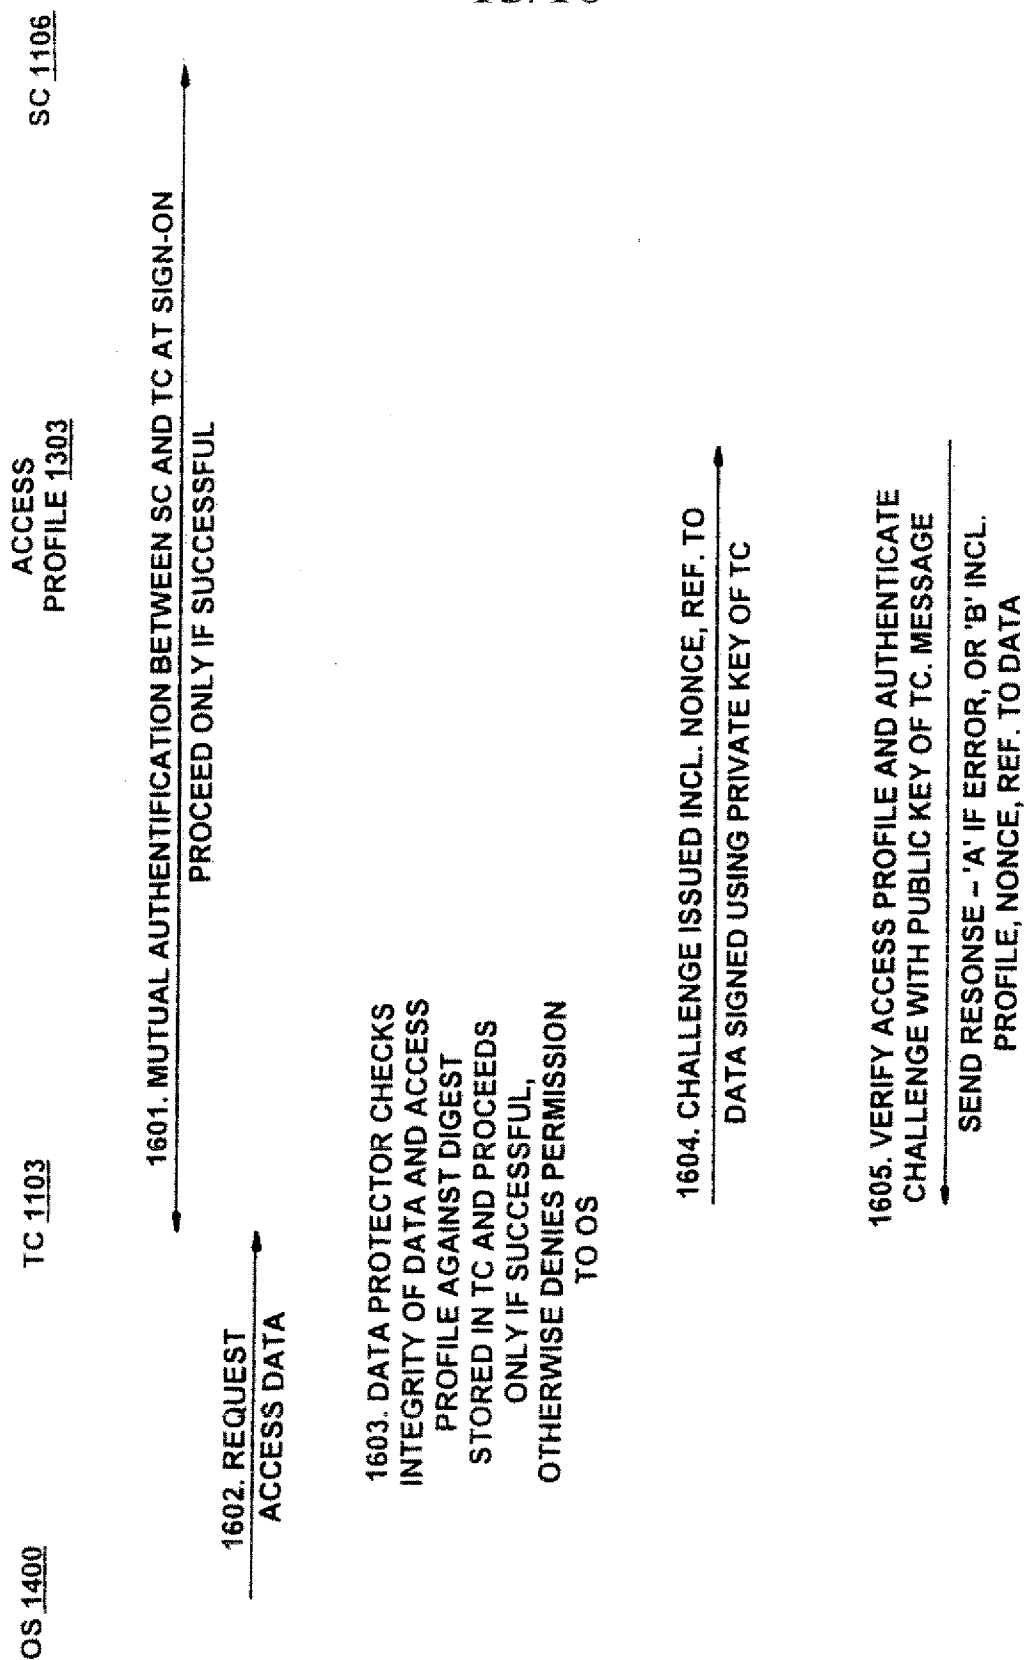 OS 1400
TC 1103
ACCESS
PROFILE 1303
SC 1106
1601. MUTUAL AUTHENTIFICATION BETWEEN SC AND TC AT SIGN-ON
PROCEED ONLY IF SUCCESSFUL
1602. REQUEST
ACCESS DATA
1603. DATA PROTECTOR CHECKS
INTEGRITY OF DATA AND ACCESS
PROFILE AGAINST DIGEST
STORED IN TC AND PROCEEDS
ONLY IF SUCCESSFUL,
OTHERWISE DENIES PERMISSION
TO OS
1604. CHALLENGE ISSUED INCL. NONCE, REF. TO
DATA SIGNED USING PRIVATE KEY OF TC
1605. VERIFY ACCESS PROFILE AND AUTHENTICATE
CHALLENGE WITH PUBLIC KEY OF TC. MESSAGE
SEND RESONSE – 'A' IF ERROR, OR 'B' INCL.
PROFILE, NONCE, REF. TO DATA